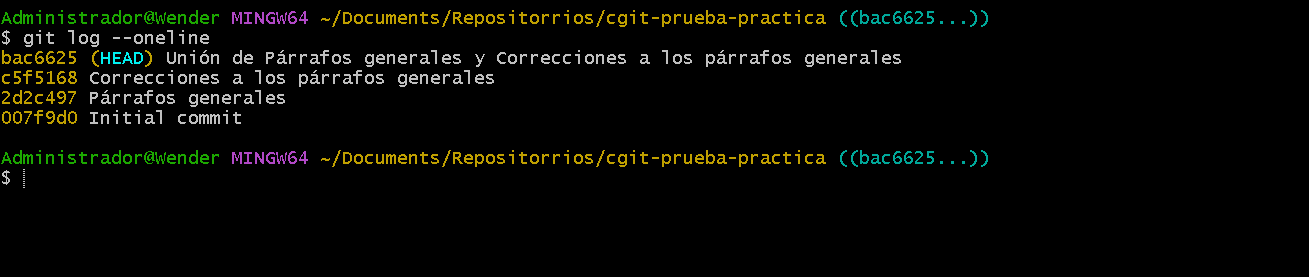 Administrador@Wender MINGW64 ~/Documents/Repositorrios/cgit-prueba-practica ((bac6625...))
$ git log --oneline
bac6625 (HEAD) Unión de Párrafos generales y Correcciones a los párrafos generales
c5f5168 Correcciones a los párrafos generales
2d2c497 Párrafos generales
007f9d0 Initial commit
Administrador@Wender MINGW64 ~/Documents/Repositorrios/cgit-prueba-practica ((bac6625...))
$